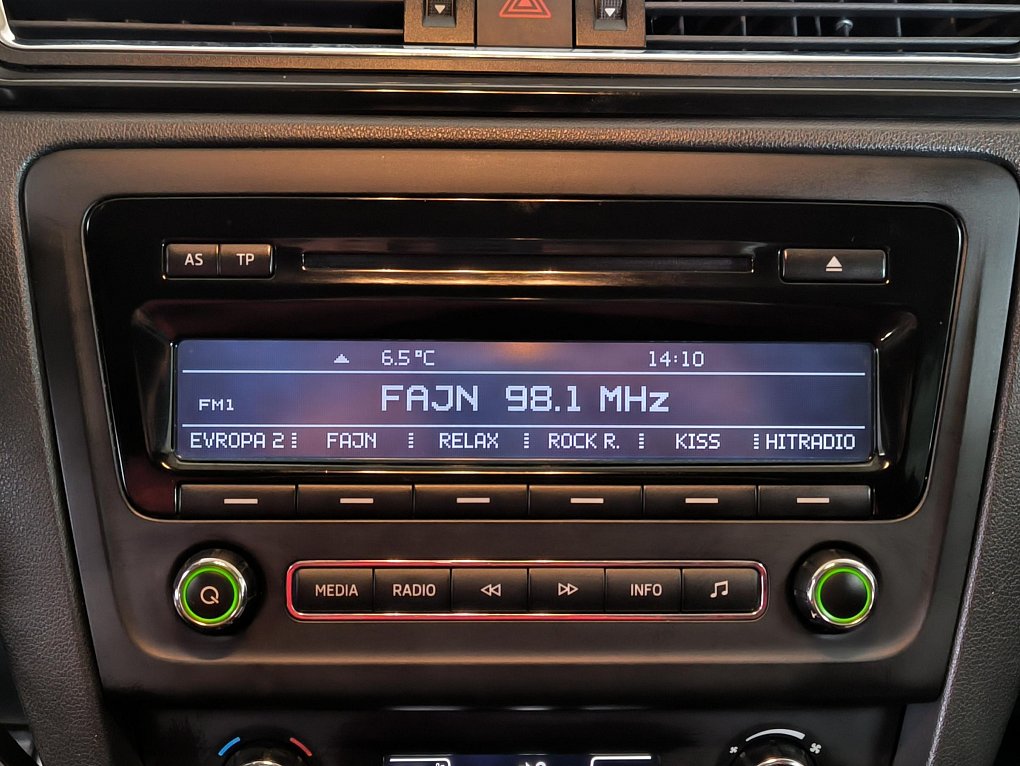 AS TP
6.5°C 14:10
FM1 FAJN 98.1 MHz
EVROPA 2 FAJN RELAX ROCK R. KISS HITRADIO
MEDIA RADIO INFO